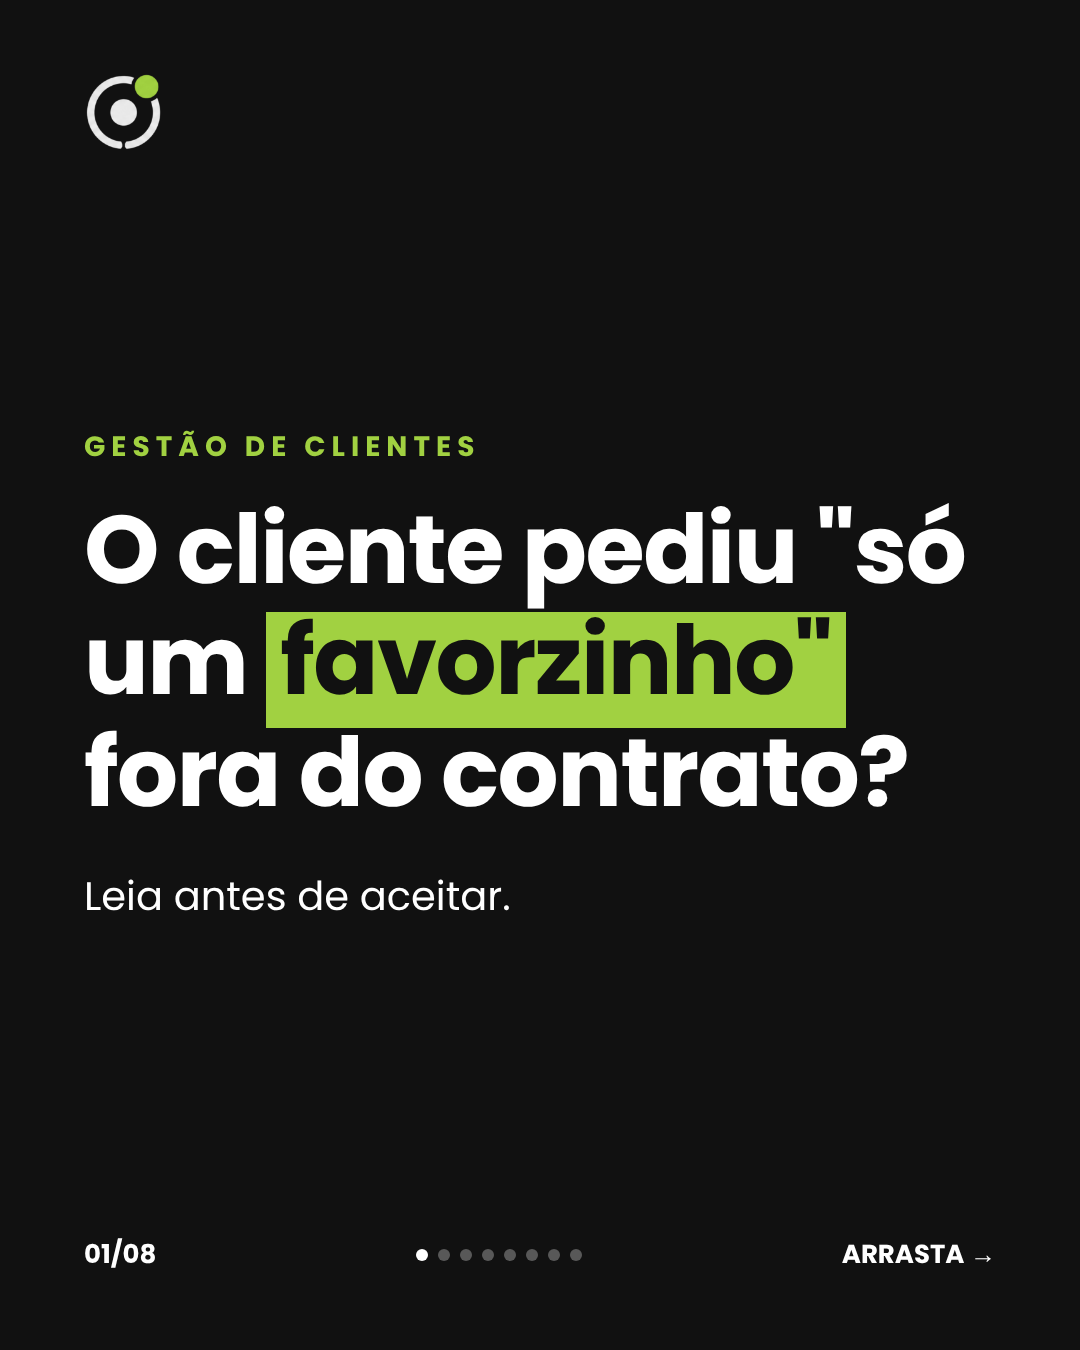 GESTÃO DE CLIENTES
O cliente pediu "só
um favorzinho"
fora do contrato?
Leia antes de aceitar.
01/08
ARRASTA →